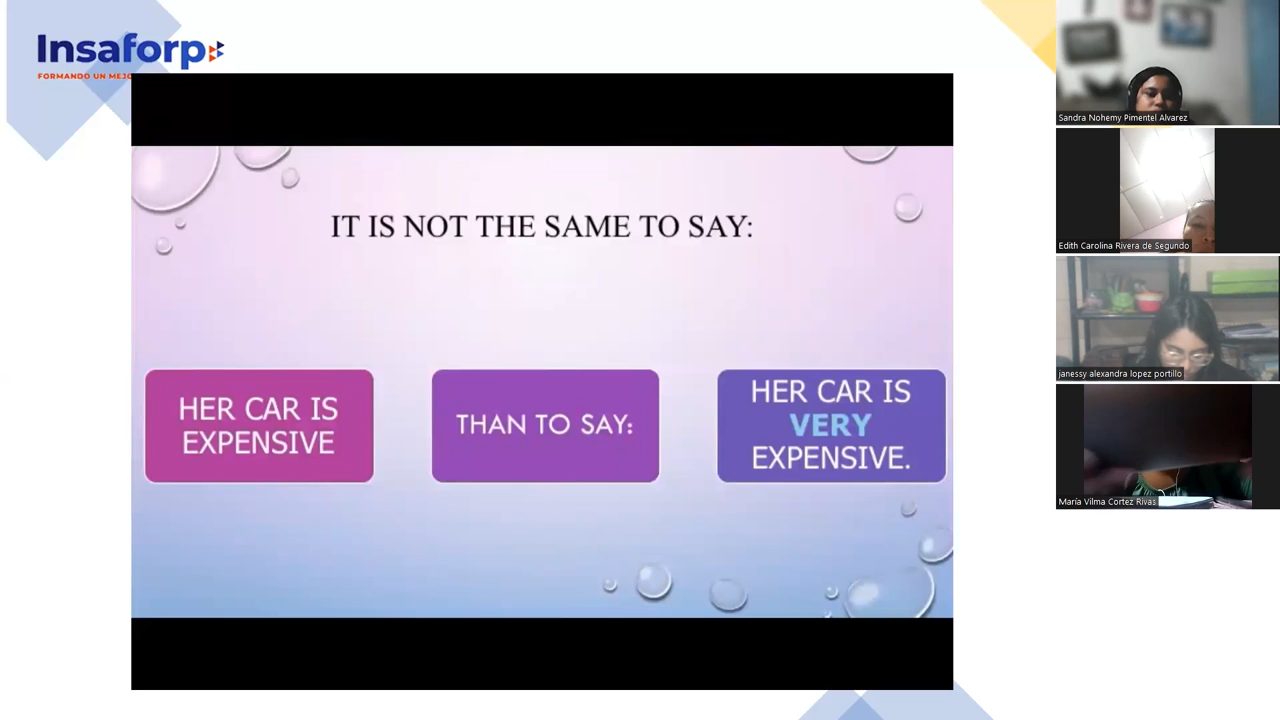 Insaforp
FORMANDO UN MEJO
IT IS NOT THE SAME TO SAY:
HER CAR IS
EXPENSIVE
THAN TO SAY:
HER CAR IS
VERY
EXPENSIVE.
Sandra Nohemy Pimentel Alvarez
Edith Carolina Rivera de Segundo
janessy alexandra lopez portillo
María Vilma Cortez Rivas